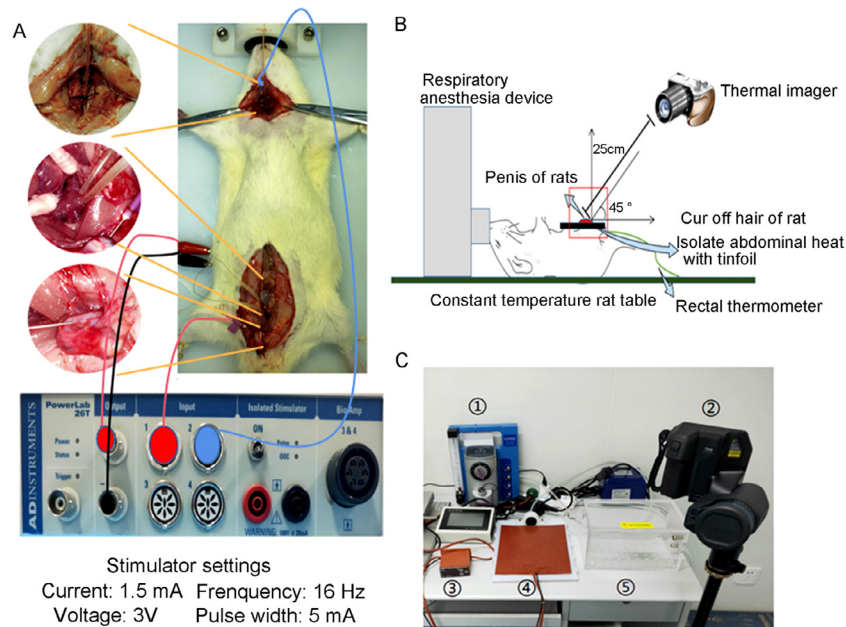 A
PowerLab
26T
Output
Input
Isolated Stimulator
Bio Amp
Power
Status
Trigger
1
2
ON
Pulse
OOC
3 & 4
3
4
ADINSTRUMENTS
Stimulator settings
Current: 1.5 mA Frenquency: 16 Hz
Voltage: 3V Pulse width: 5 mA
B
Respiratory
anesthesia device
Thermal imager
25cm
Penis of rats
45 °
Cur off hair of rat
Isolate abdominal heat
with tinfoil
Constant temperature rat table
Rectal thermometer
C
①
②
③
④
⑤